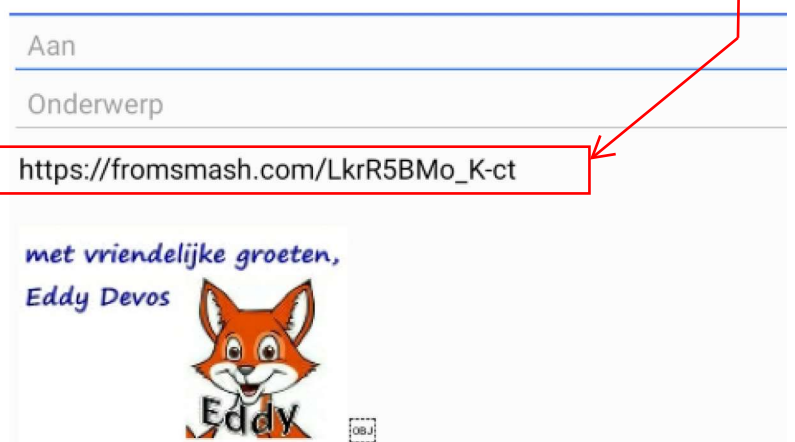 Aan
Onderwerp
https://fromsmash.com/LkrR5BMo_K-ct
met vriendelijke groeten,
Eddy Devos
Eddy
OBJ